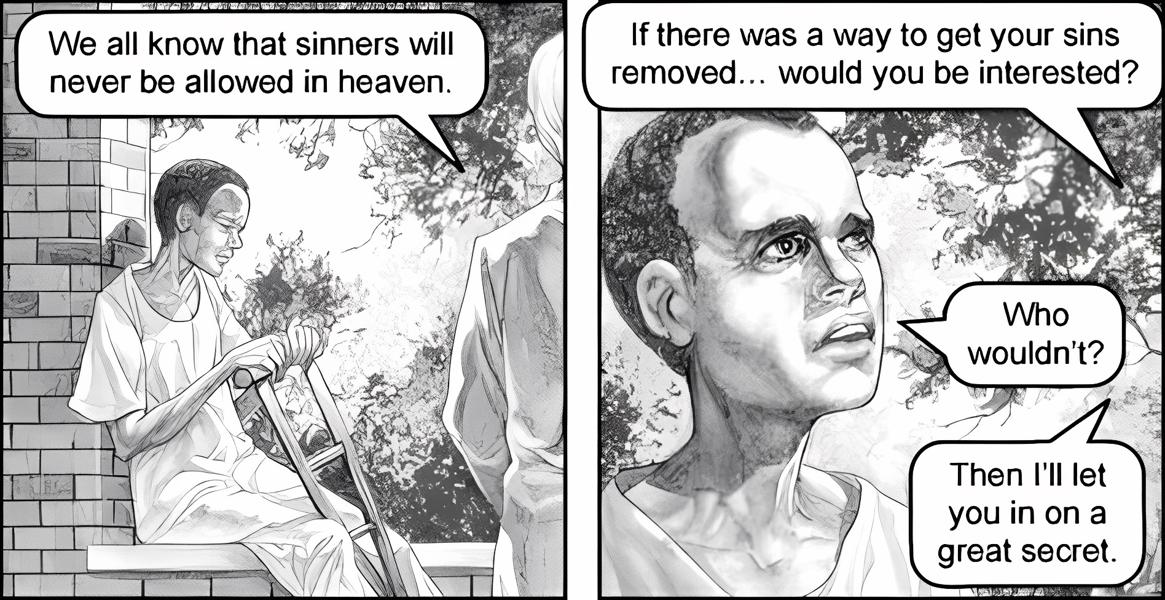 We all know that sinners will
never be allowed in heaven.
If there was a way to get your sins
removed... would you be interested?
Who
wouldn't?
Then I'll let
you in on a
great secret.